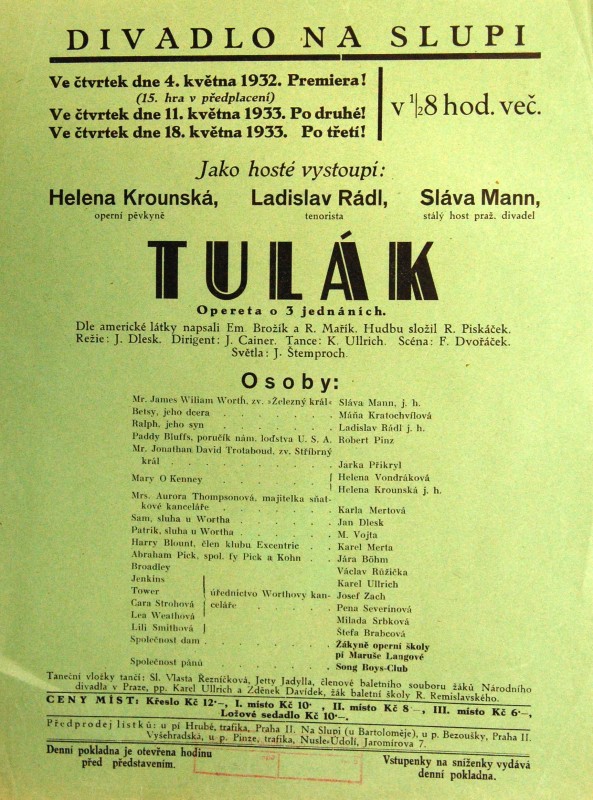 DIVADLO NA SLUPI
Ve čtvrtek dne 4. května 1932. Premiera!
(15. hra v předplacení)
Ve čtvrtek dne 11. května 1933. Po druhé!
Ve čtvrtek dne 18. května 1933. Po třetí!
v 1/2 8 hod. več.
Jako hosté vystoupí:
Helena Krounská, Ladislav Rádl, Sláva Mann,
operní pěvkyně tenorista stálý host praž. divadel
TULÁK
Opereta o 3 jednáních.
Dle americké látky napsali Em. Brožík a R. Mařík. Hudbu složil R. Piskáček.
Režie: J. Dlesk. Dirigent: J. Cainer. Tance: K. Ullrich. Scéna: F. Dvořáček.
Světla: J. Štemproch.
Osoby:
Mr. James Wiliam Worth, zv. »Železný král« Sláva Mann, j. h.
Betsy, jeho dcera . . . . . . . Máňa Kratochvílová
Ralph, jeho syn . . . . . . . Ladislav Rádl j. h.
Paddy Bluffs, poručík nám. loďstva U. S. A. Robert Pinz
Mr. Jonathan David Trotaboud, zv. Stříbrný
král . . . . . . . . . Jarka Přikryl
Mary O Kenney . . . . . . { Helena Vondráková
Helena Krounská j. h.
Mrs. Aurora Thompsonová, majitelka sňat-
kové kanceláře . . . . . . . Karla Mertová
Sam, sluha u Wortha . . . . . . Jan Dlesk
Patrik, sluha u Wortha . . . . . . M. Vojta
Harry Blount, člen klubu Excentric . . Karel Merta
Abraham Pick, spol. fy Pick a Kohn . . Jára Böhm
Broadley Václav Růžička
Jenkins Karel Ullrich
Tower úřednictvo Worthovy kan- Josef Zach
Cara Strohová celáře . . . . . Pena Severinová
Lea Weathová Milada Srbková
Lili Smithová Štefa Brabcová
Společnost dam . . . . . . . Žákyně operní školy
pí Maruše Langové
Společnost pánů . . . . . . . Song Boys-Club
Taneční vložky tančí: Sl. Vlasta Řezníčková, Jetty Jadylla, členové baletního souboru žáků Národního
divadla v Praze, pp. Karel Ullrich a Zděnek Davídek, žák baletní školy R. Remislavského.
CENY MÍST: Křeslo Kč 12·–, I. místo Kč 10·, II. místo Kč 8·–, III. místo Kč 6·–,
Ložové sedadlo Kč 10·–.
Předprodej lístků: u pí Hrubé, trafika, Praha II. Na Slupi (u Bartoloměje), u p. Bezoušky, Praha II.
Vyšehradská, u p. Pinze, trafika, Nusle-Údolí, Jaromírova 7.
Denní pokladna je otevřena hodinu
před představením.
Vstupenky na sníženky vydává
denní pokladna.